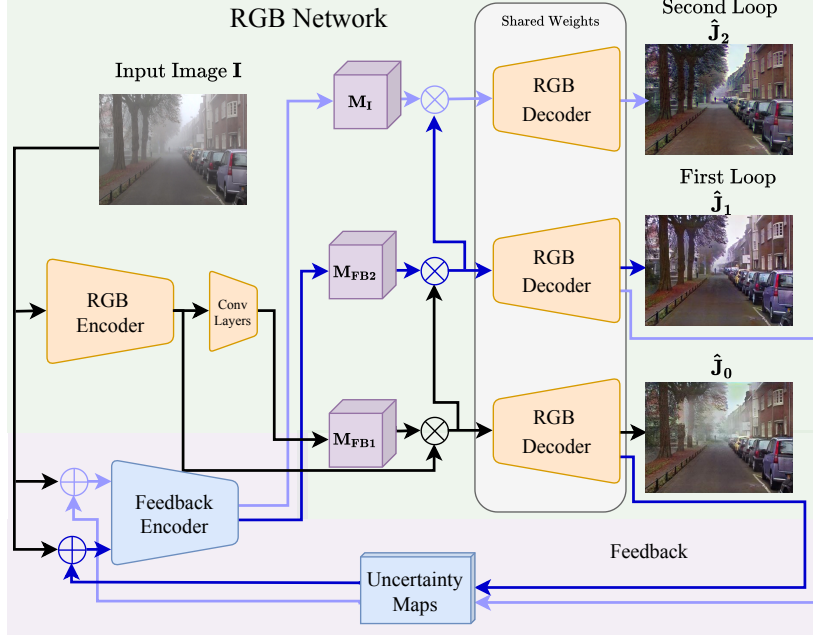 RGB Network
Shared Weights
Second Loop
Ĵ₂
Input Image I
M_I
RGB
Decoder
First Loop
Ĵ₁
M_FB2
RGB
Decoder
RGB
Encoder
Conv
Layers
Ĵ₀
M_FB1
RGB
Decoder
Feedback
Encoder
Feedback
Uncertainty
Maps